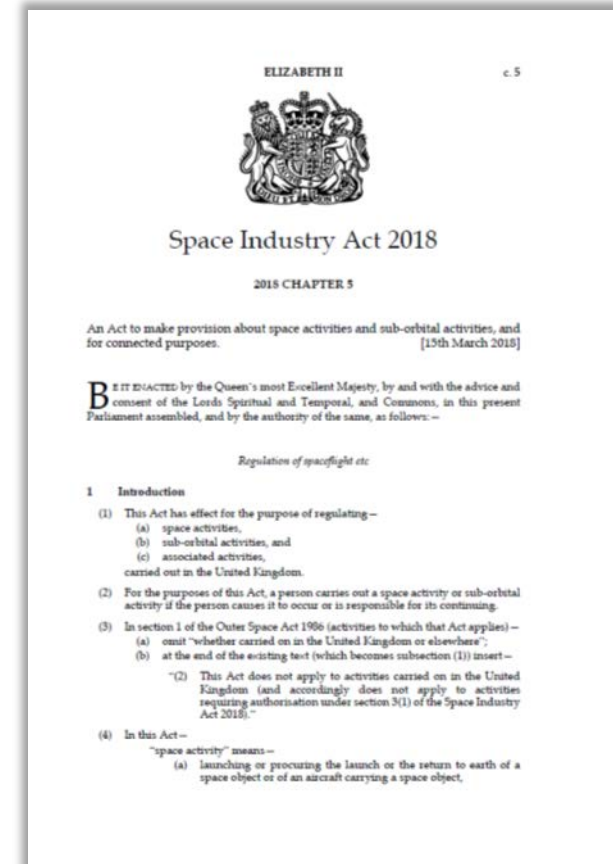 ELIZABETH II c. 5
Space Industry Act 2018
2018 CHAPTER 5
An Act to make provision about space activities and sub-orbital activities, and
for connected purposes. [15th March 2018]
BE IT ENACTED by the Queen's most Excellent Majesty, by and with the advice and
consent of the Lords Spiritual and Temporal, and Commons, in this present
Parliament assembled, and by the authority of the same, as follows:—
Regulation of spaceflight etc
1 Introduction
(1) This Act has effect for the purpose of regulating—
(a) space activities,
(b) sub-orbital activities, and
(c) associated activities,
carried out in the United Kingdom.
(2) For the purposes of this Act, a person carries out a space activity or sub-orbital
activity if the person causes it to occur or is responsible for its continuing.
(3) In section 1 of the Outer Space Act 1986 (activities to which that Act applies)—
(a) omit "whether carried on in the United Kingdom or elsewhere";
(b) at the end of the existing text (which becomes subsection (1)) insert—
"(2) This Act does not apply to activities carried on in the United
Kingdom (and accordingly does not apply to activities
requiring authorisation under section 3(1) of the Space Industry
Act 2018)."
(4) In this Act—
"space activity" means—
(a) launching or procuring the launch or the return to earth of a
space object or of an aircraft carrying a space object,